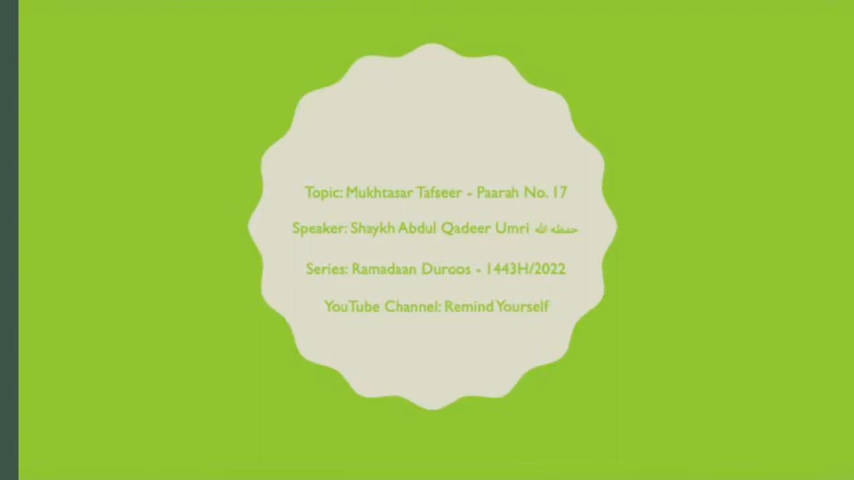 Topic: Mukhtasar Tafseer - Paarah No. 17
Speaker: Shaykh Abdul Qadeer Umri حفظه الله
Series: Ramadaan Duroos - 1443H/2022
YouTube Channel: Remind Yourself